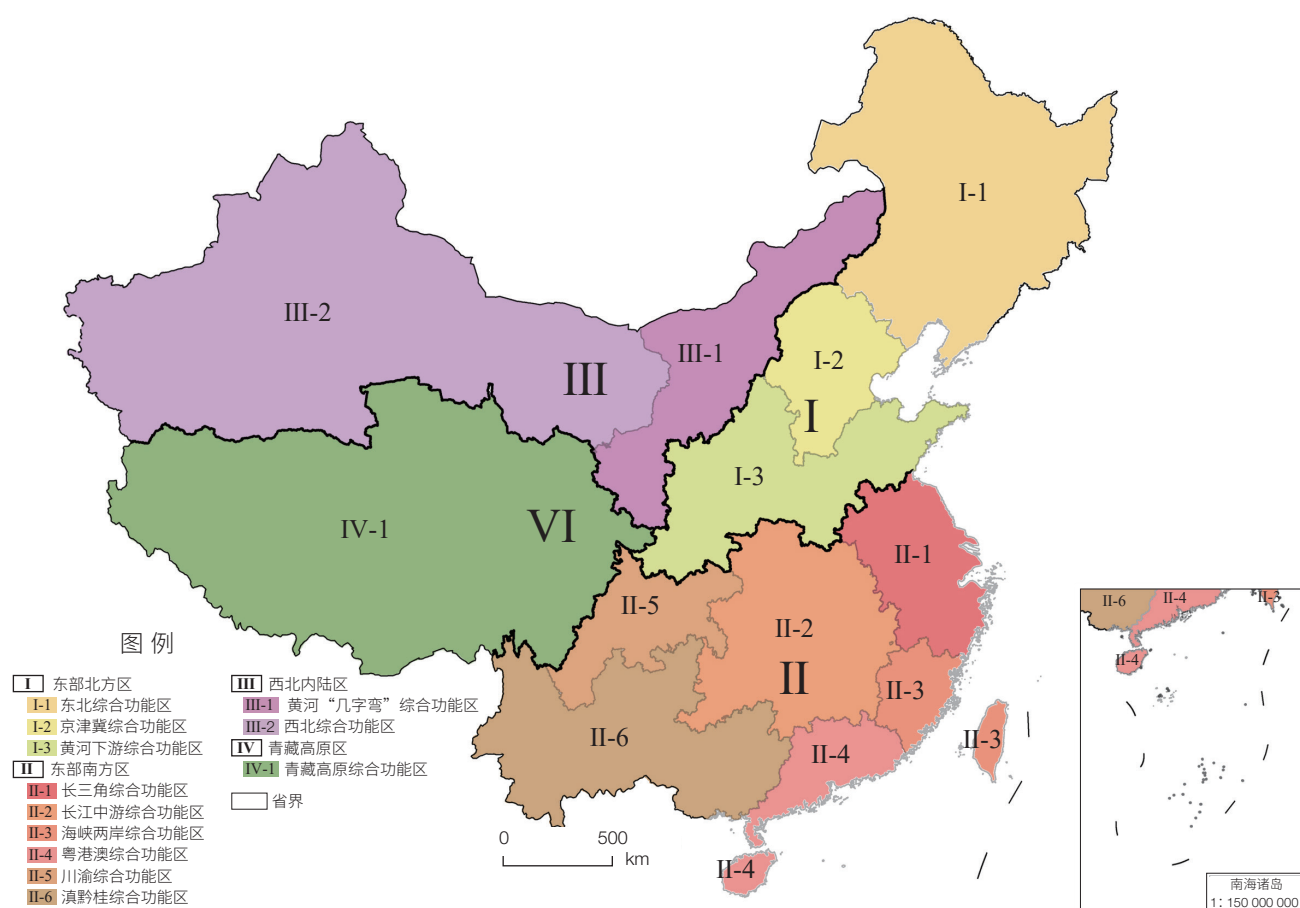 I-1
III-2
III-1
I-2
III
I
I-3
IV-1
VI
II-1
II-5
II-2
II
II-3
II-6
II-4
II-3
II-4
0 500
km
图 例
I 东部北方区
I-1 东北综合功能区
I-2 京津冀综合功能区
I-3 黄河下游综合功能区
II 东部南方区
II-1 长三角综合功能区
II-2 长江中游综合功能区
II-3 海峡两岸综合功能区
II-4 粤港澳综合功能区
II-5 川渝综合功能区
II-6 滇黔桂综合功能区
III 西北内陆区
III-1 黄河“几字弯”综合功能区
III-2 西北综合功能区
IV 青藏高原区
IV-1 青藏高原综合功能区
省界
II-6
II-4
II-3
II-4
南海诸岛
1: 150 000 000